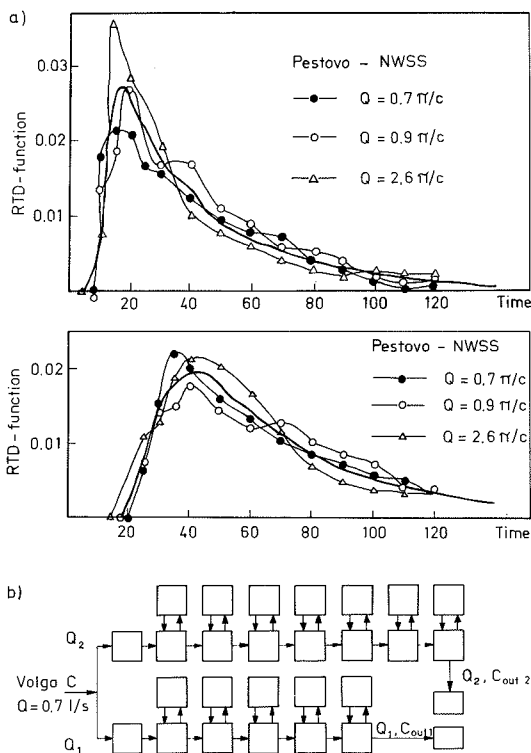 a)
0.03
0.02
0.01
RTD-function
Pestovo - NWSS
Q = 0.7 π/c
Q = 0.9 π/c
Q = 2,6 π/c
20
40
60
80
100
120
Time
0.02
0.01
RTD-function
Pestovo - NWSS
Q = 0,7 π/c
Q = 0.9 π/c
Q = 2,6 π/c
20
40
60
80
100
120
Time
b)
Q2
Volga C
Q = 0,7 l/s
Q1
Q1, Cout1
Q2, Cout 2